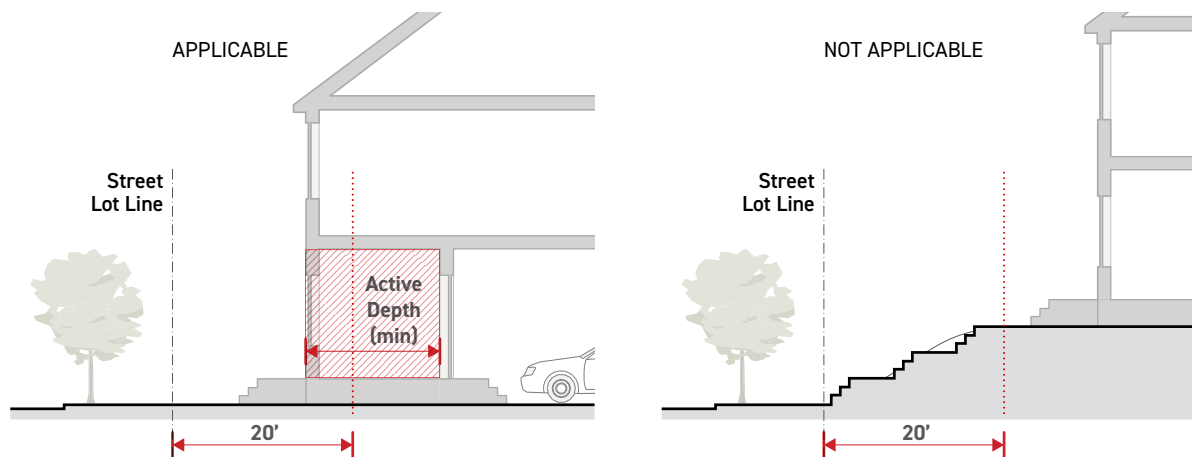 APPLICABLE
Street
Lot Line
Active
Depth
(min)
20’
NOT APPLICABLE
Street
Lot Line
20’